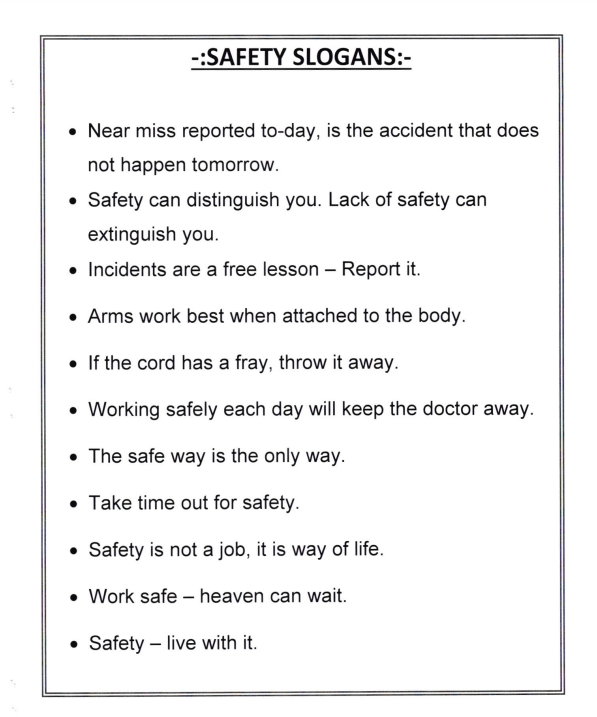 -:SAFETY SLOGANS:-
• Near miss reported to-day, is the accident that does
not happen tomorrow.
• Safety can distinguish you. Lack of safety can
extinguish you.
• Incidents are a free lesson – Report it.
• Arms work best when attached to the body.
• If the cord has a fray, throw it away.
• Working safely each day will keep the doctor away.
• The safe way is the only way.
• Take time out for safety.
• Safety is not a job, it is way of life.
• Work safe – heaven can wait.
• Safety – live with it.